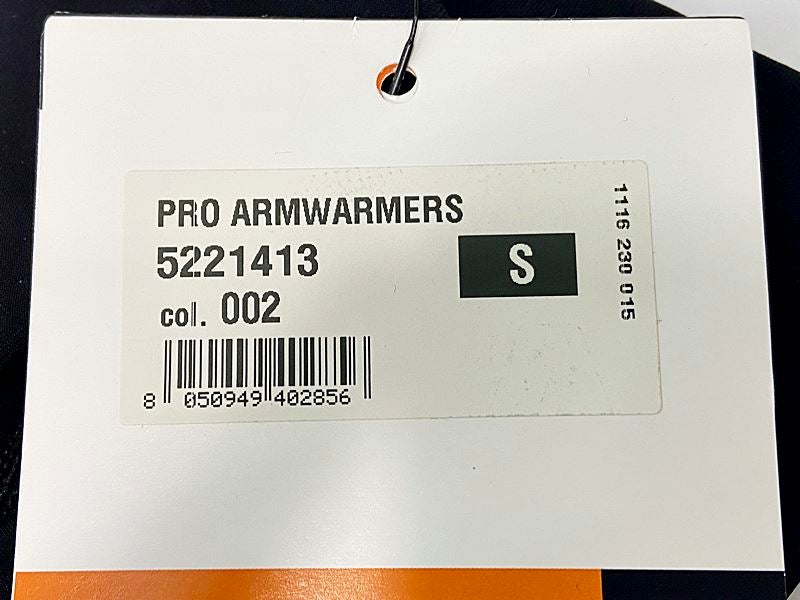 PRO ARMWARMERS
5221413
S
col. 002
8 050949 402856
1116 230 015